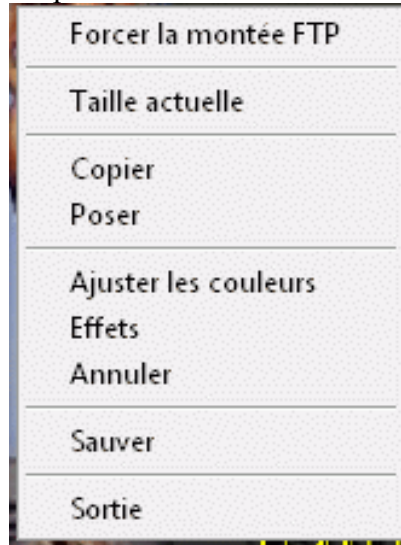 Forcer la montée FTP
Taille actuelle
Copier
Poser
Ajuster les couleurs
Effets
Annuler
Sauver
Sortie